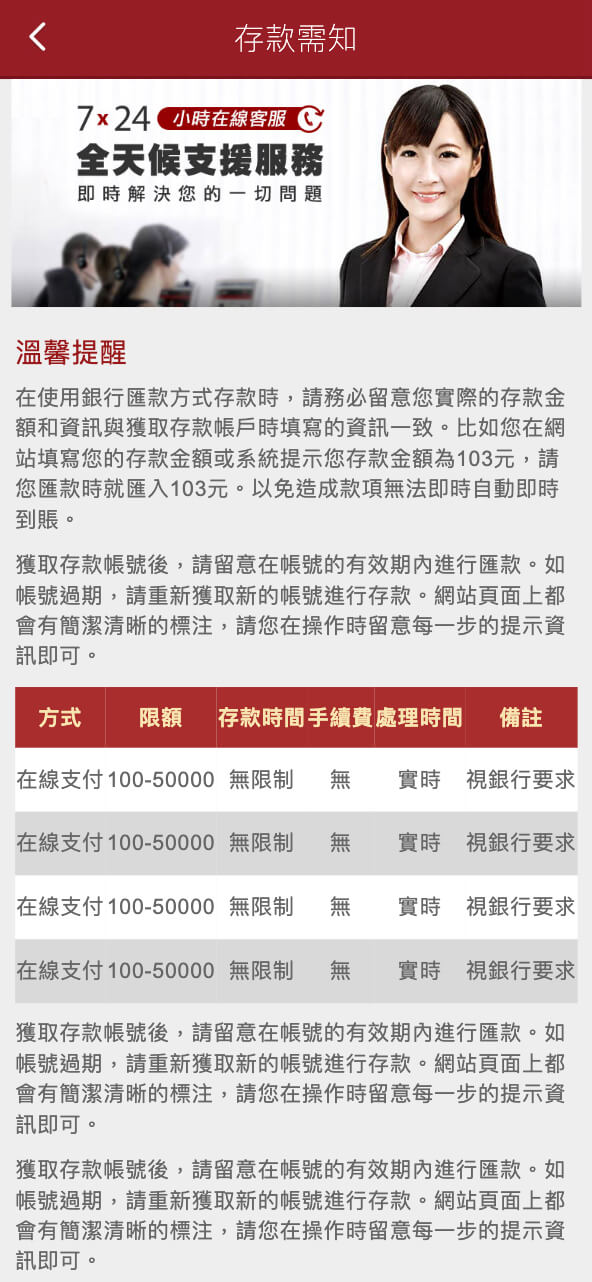 存款需知
7x24 小時在線客服
全天候支援服務
即時解決您的一切問題
溫馨提醒
在使用銀行匯款方式存款時，請務必留意您實際的存款金
額和資訊與獲取存款帳戶時填寫的資訊一致。比如您在網
站填寫您的存款金額或系統提示您存款金額為103元，請
您匯款時就匯入103元。以免造成款項無法即時自動即時
到賬。
獲取存款帳號後，請留意在帳號的有效期內進行匯款。如
帳號過期，請重新獲取新的帳號進行存款。網站頁面上都
會有簡潔清晰的標注，請您在操作時留意每一步的提示資
訊即可。
方式 限額 存款時間 手續費 處理時間 備註
在線支付 100-50000 無限制 無 實時 視銀行要求
在線支付 100-50000 無限制 無 實時 視銀行要求
在線支付 100-50000 無限制 無 實時 視銀行要求
在線支付 100-50000 無限制 無 實時 視銀行要求
獲取存款帳號後，請留意在帳號的有效期內進行匯款。如
帳號過期，請重新獲取新的帳號進行存款。網站頁面上都
會有簡潔清晰的標注，請您在操作時留意每一步的提示資
訊即可。
獲取存款帳號後，請留意在帳號的有效期內進行匯款。如
帳號過期，請重新獲取新的帳號進行存款。網站頁面上都
會有簡潔清晰的標注，請您在操作時留意每一步的提示資
訊即可。